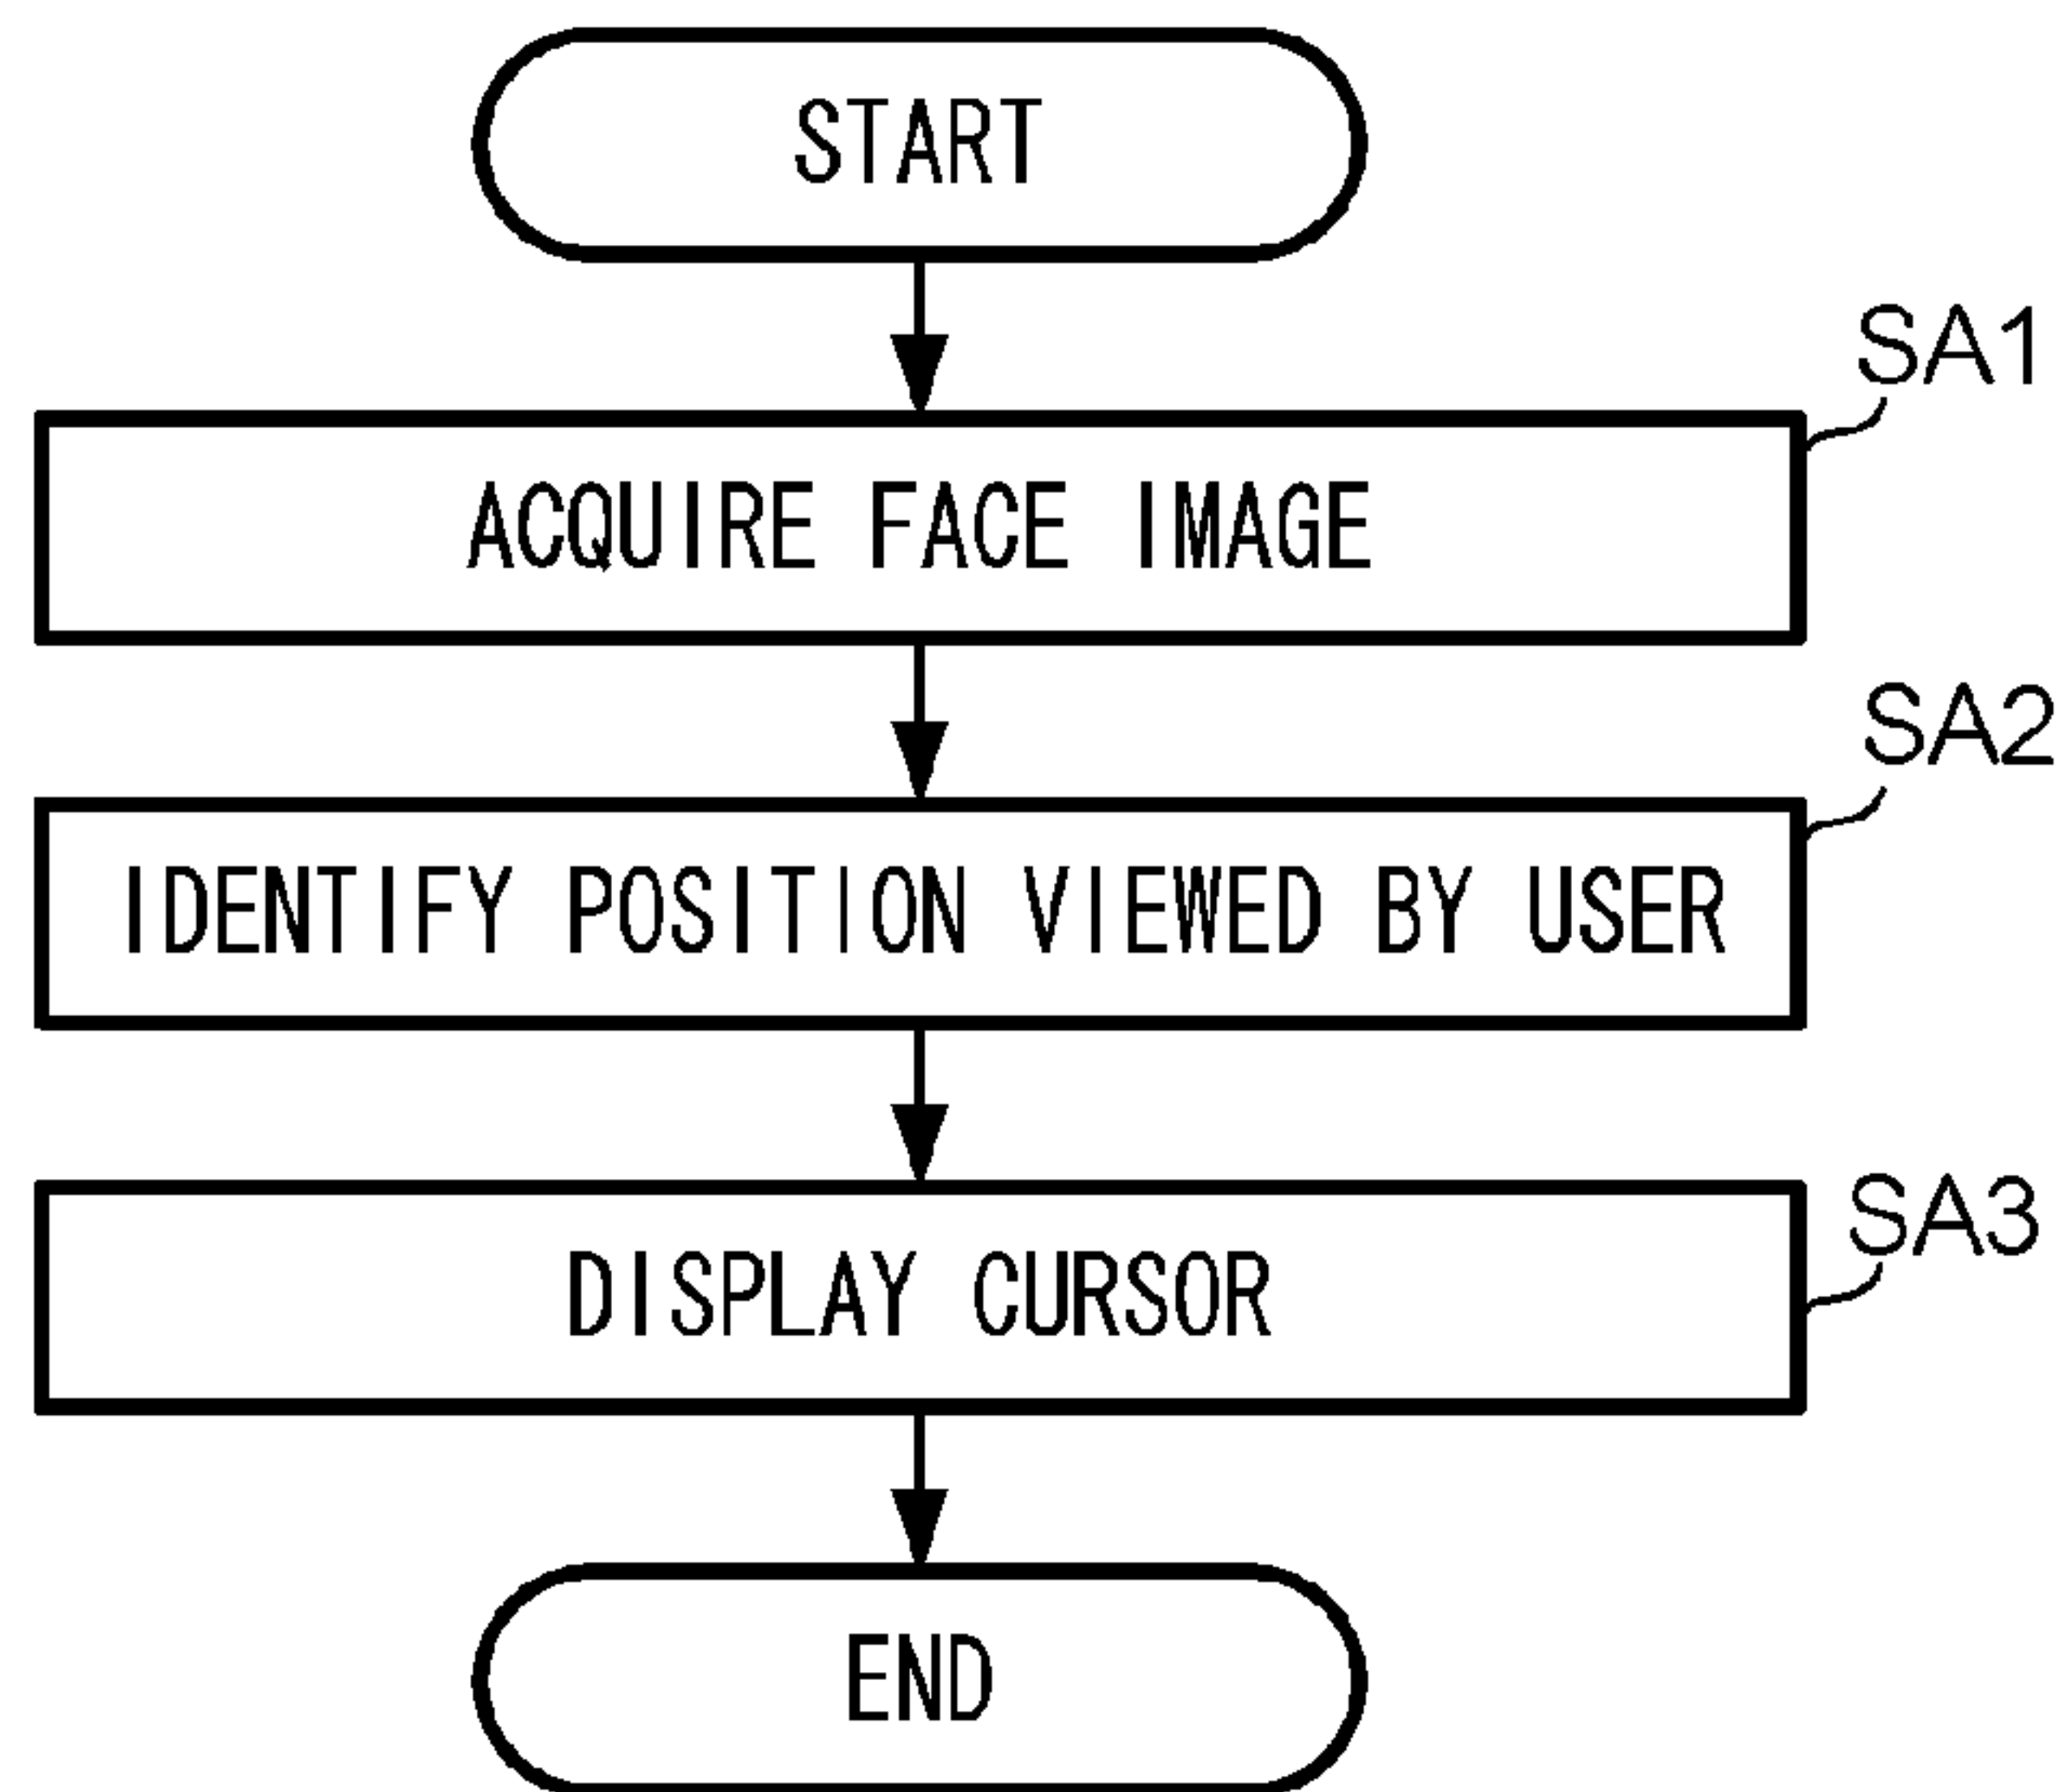 START
SA1
ACQUIRE FACE IMAGE
SA2
IDENTIFY POSITION VIEWED BY USER
SA3
DISPLAY CURSOR
END